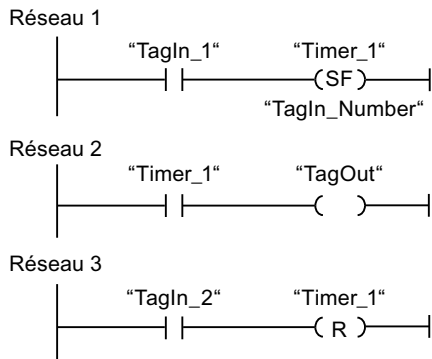 Réseau 1
“TagIn_1“ “Timer_1“
SF
“TagIn_Number“
Réseau 2
“Timer_1“ “TagOut“
Réseau 3
“TagIn_2“ “Timer_1“
R